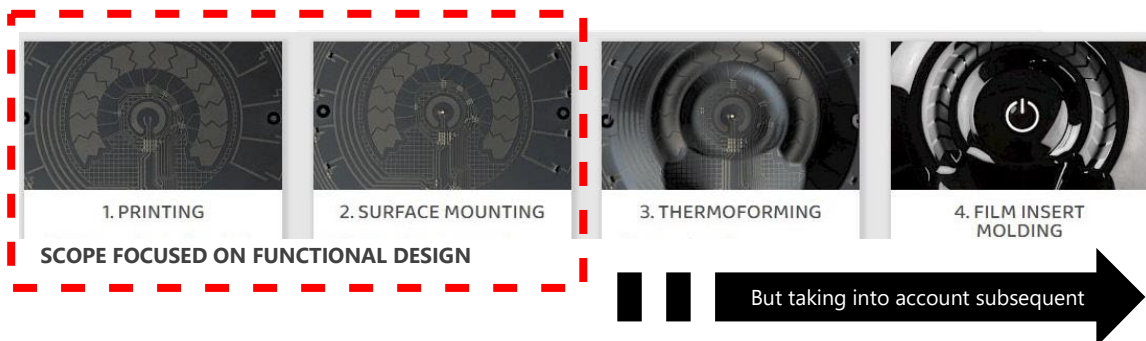 1. PRINTING
2. SURFACE MOUNTING
3. THERMOFORMING
4. FILM INSERT
MOLDING
SCOPE FOCUSED ON FUNCTIONAL DESIGN
But taking into account subsequent